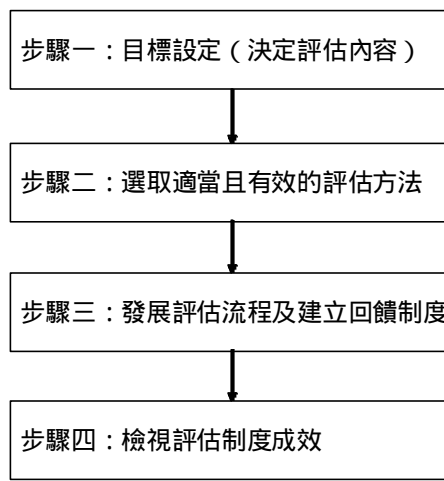 步驟一：目標設定（決定評估內容）
步驟二：選取適當且有效的評估方法
步驟三：發展評估流程及建立回饋制度
步驟四：檢視評估制度成效